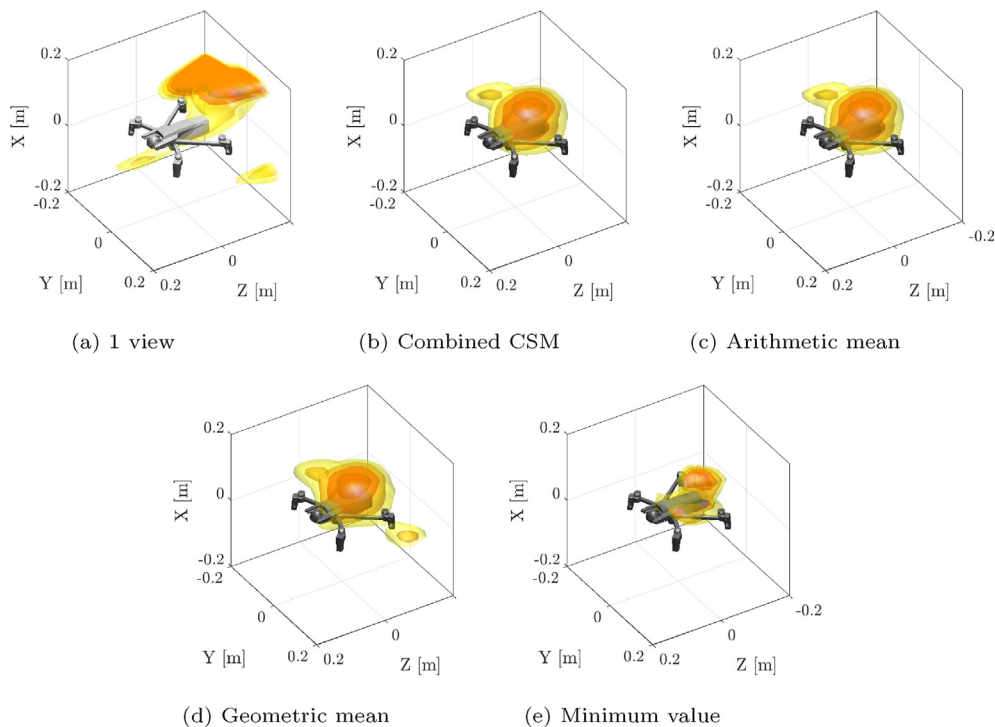 0.2
0.2
0.2
X [m]
0
X [m]
0
X [m]
0
-0.2
-0.2
-0.2
-0.2
-0.2
-0.2
-0.2
0
0
0
0
0
0
Y [m]
0.2
0.2
Z [m]
Y [m]
0.2
0.2
Z [m]
Y [m]
0.2
0.2
Z [m]
(a) 1 view
(b) Combined CSM
(c) Arithmetic mean
0.2
0.2
X [m]
0
X [m]
0
-0.2
-0.2
-0.2
-0.2
-0.2
0
0
0
0
Y [m]
0.2
0.2
Z [m]
Y [m]
0.2
0.2
Z [m]
(d) Geometric mean
(e) Minimum value